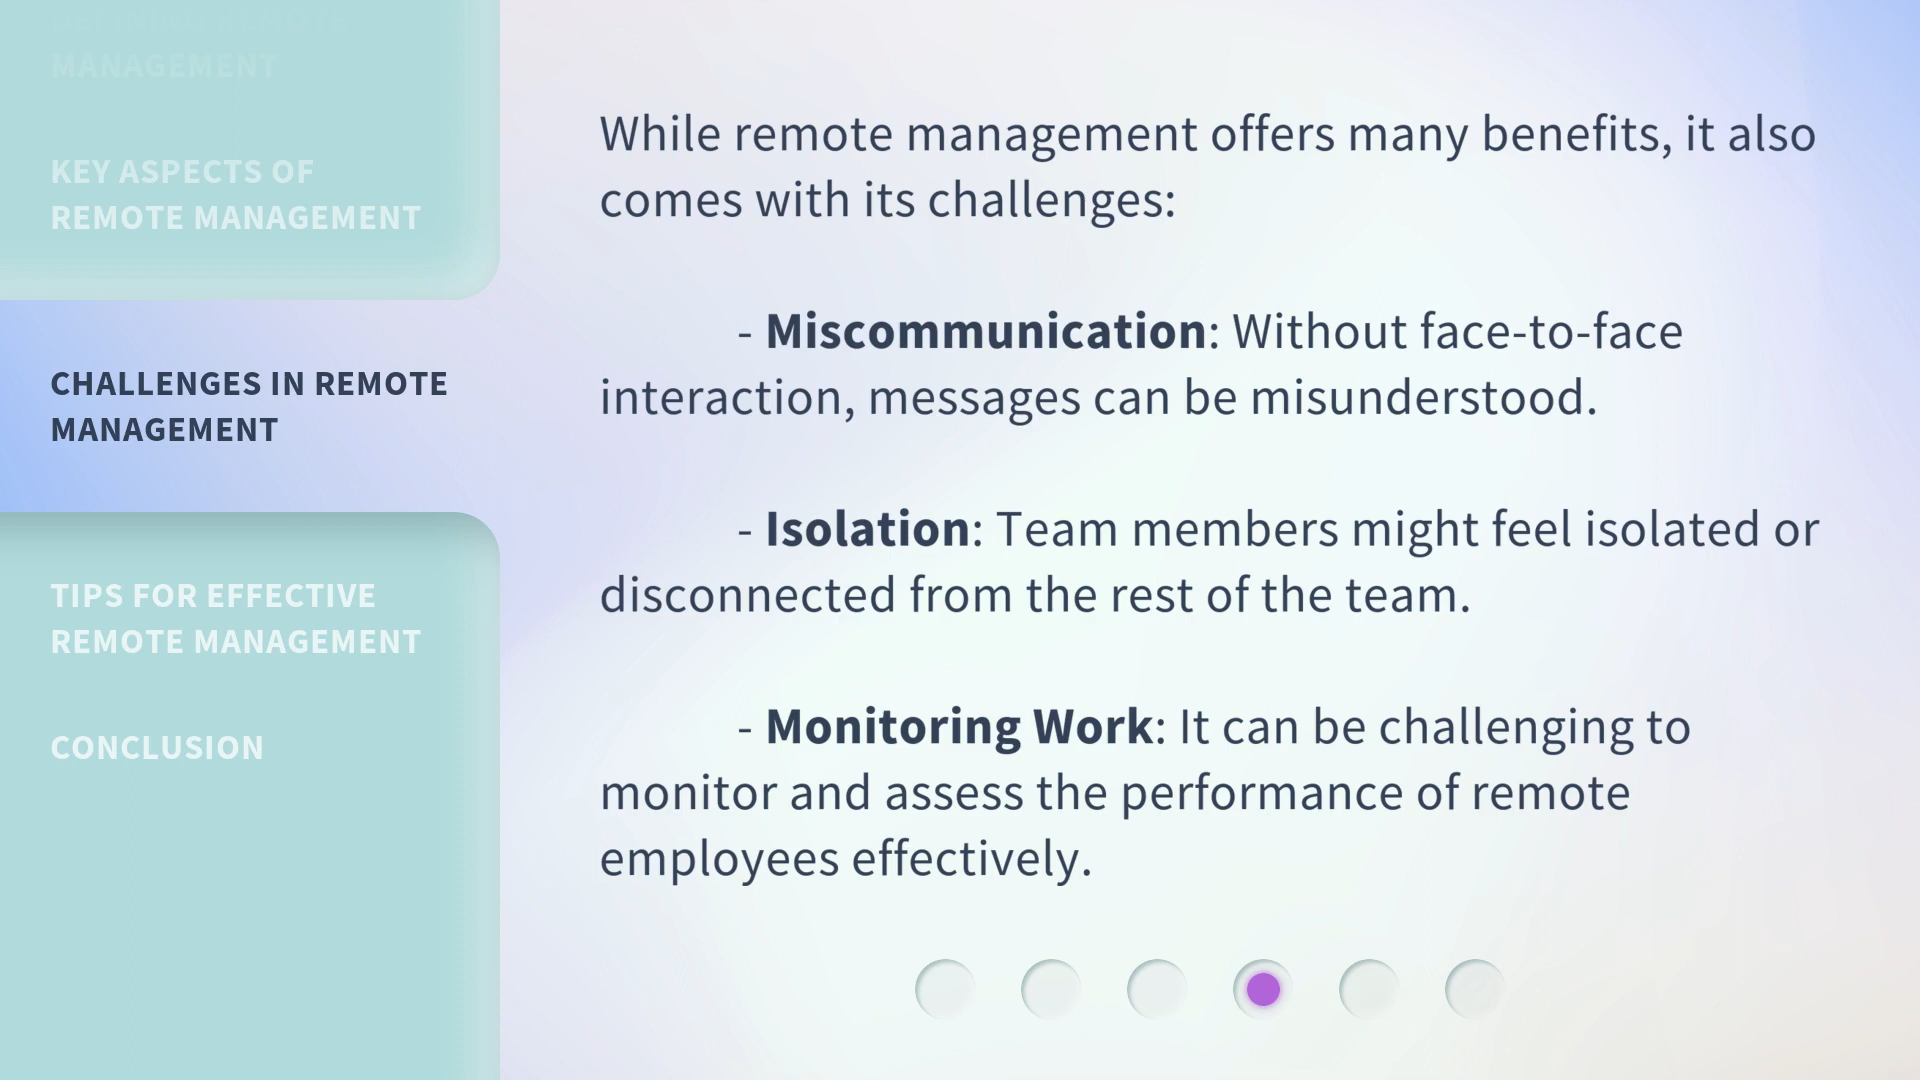 DEFINING REMOTE
MANAGEMENT
KEY ASPECTS OF
REMOTE MANAGEMENT
CHALLENGES IN REMOTE
MANAGEMENT
TIPS FOR EFFECTIVE
REMOTE MANAGEMENT
CONCLUSION
While remote management offers many benefits, it also
comes with its challenges:
- Miscommunication: Without face-to-face
interaction, messages can be misunderstood.
- Isolation: Team members might feel isolated or
disconnected from the rest of the team.
- Monitoring Work: It can be challenging to
monitor and assess the performance of remote
employees effectively.